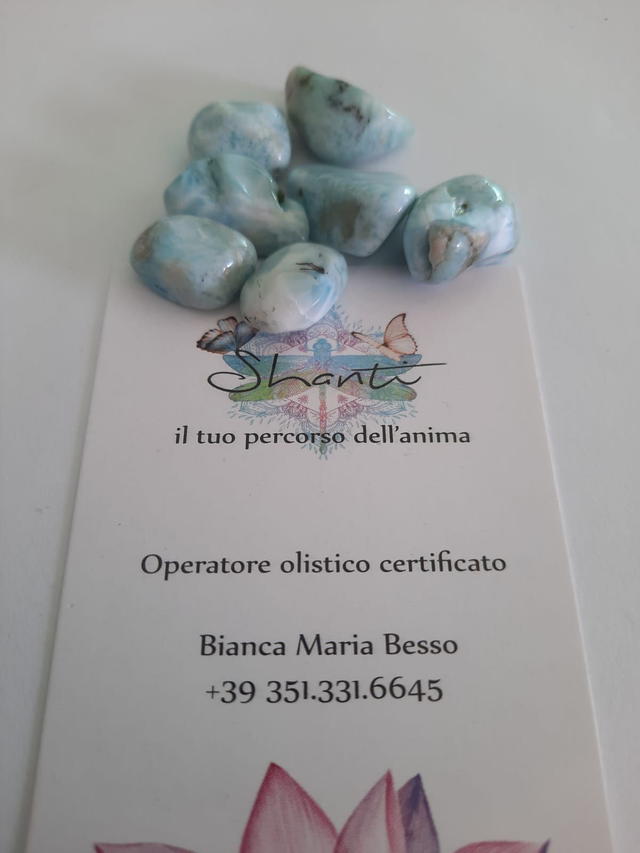 Shanti
il tuo percorso dell'anima
Operatore olistico certificato
Bianca Maria Besso
+39 351.331.6645